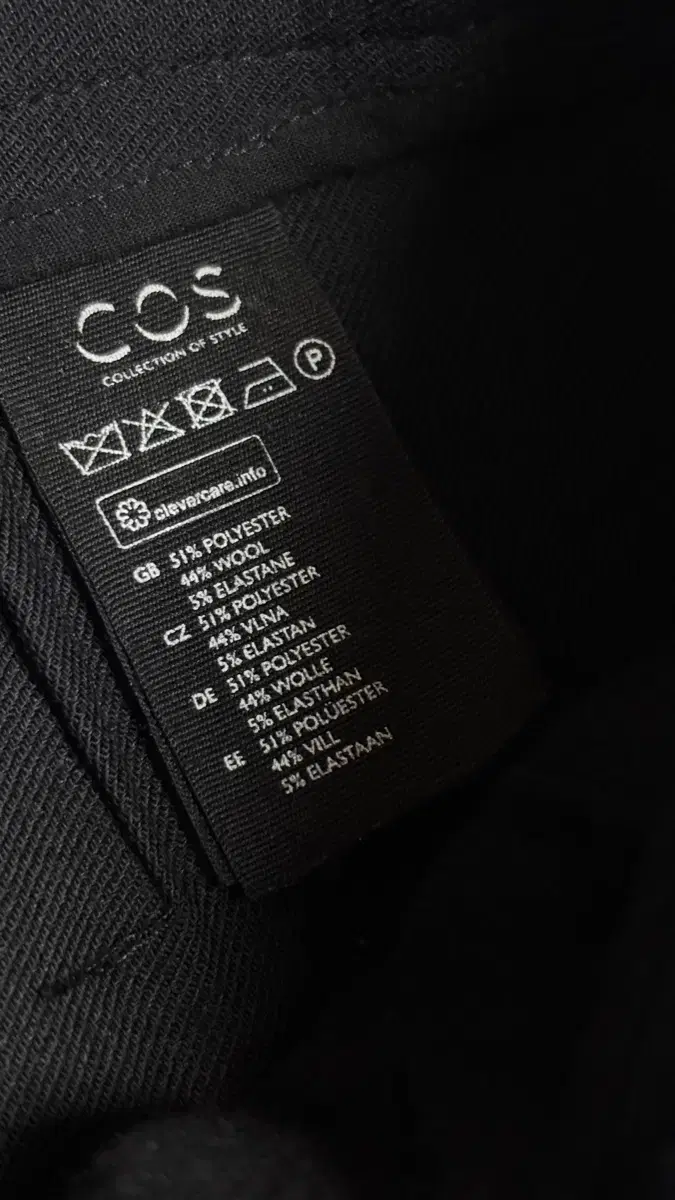 COS
COLLECTION OF STYLE
P
clevercare.info
GB 51% POLYESTER
44% WOOL
5% ELASTANE
CZ 51% POLYESTER
44% VLNA
5% ELASTAN
DE 51% POLYESTER
44% WOLLE
5% ELASTHAN
EE 51% POLÜESTER
44% VILL
5% ELASTAAN